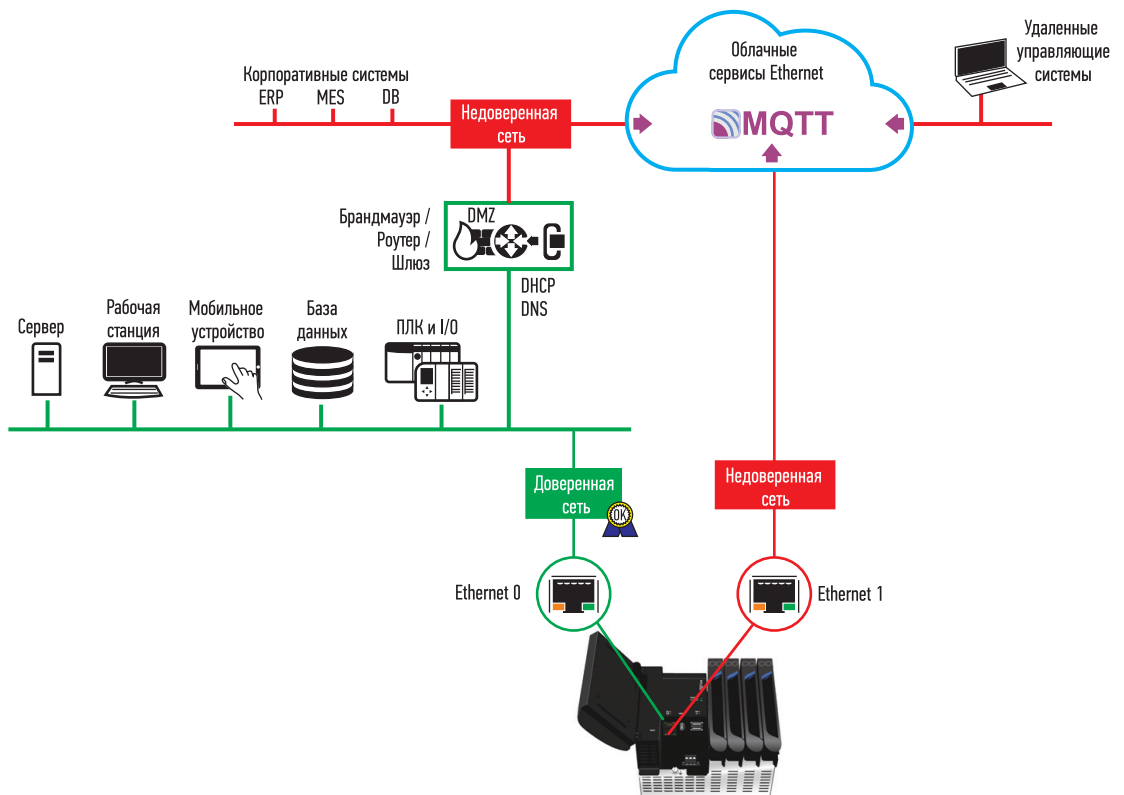 Корпоративные системы
ERP MES DB
Недоверенная
сеть
Облачные
сервисы Ethernet
MQTT
Удаленные
управляющие
системы
Брандмауэр /
Роутер /
Шлюз
DMZ
DHCP
DNS
Сервер
Рабочая
станция
Мобильное
устройство
База
данных
ПЛК и I/O
Доверенная
сеть
OK
Недоверенная
сеть
Ethernet 0
Ethernet 1